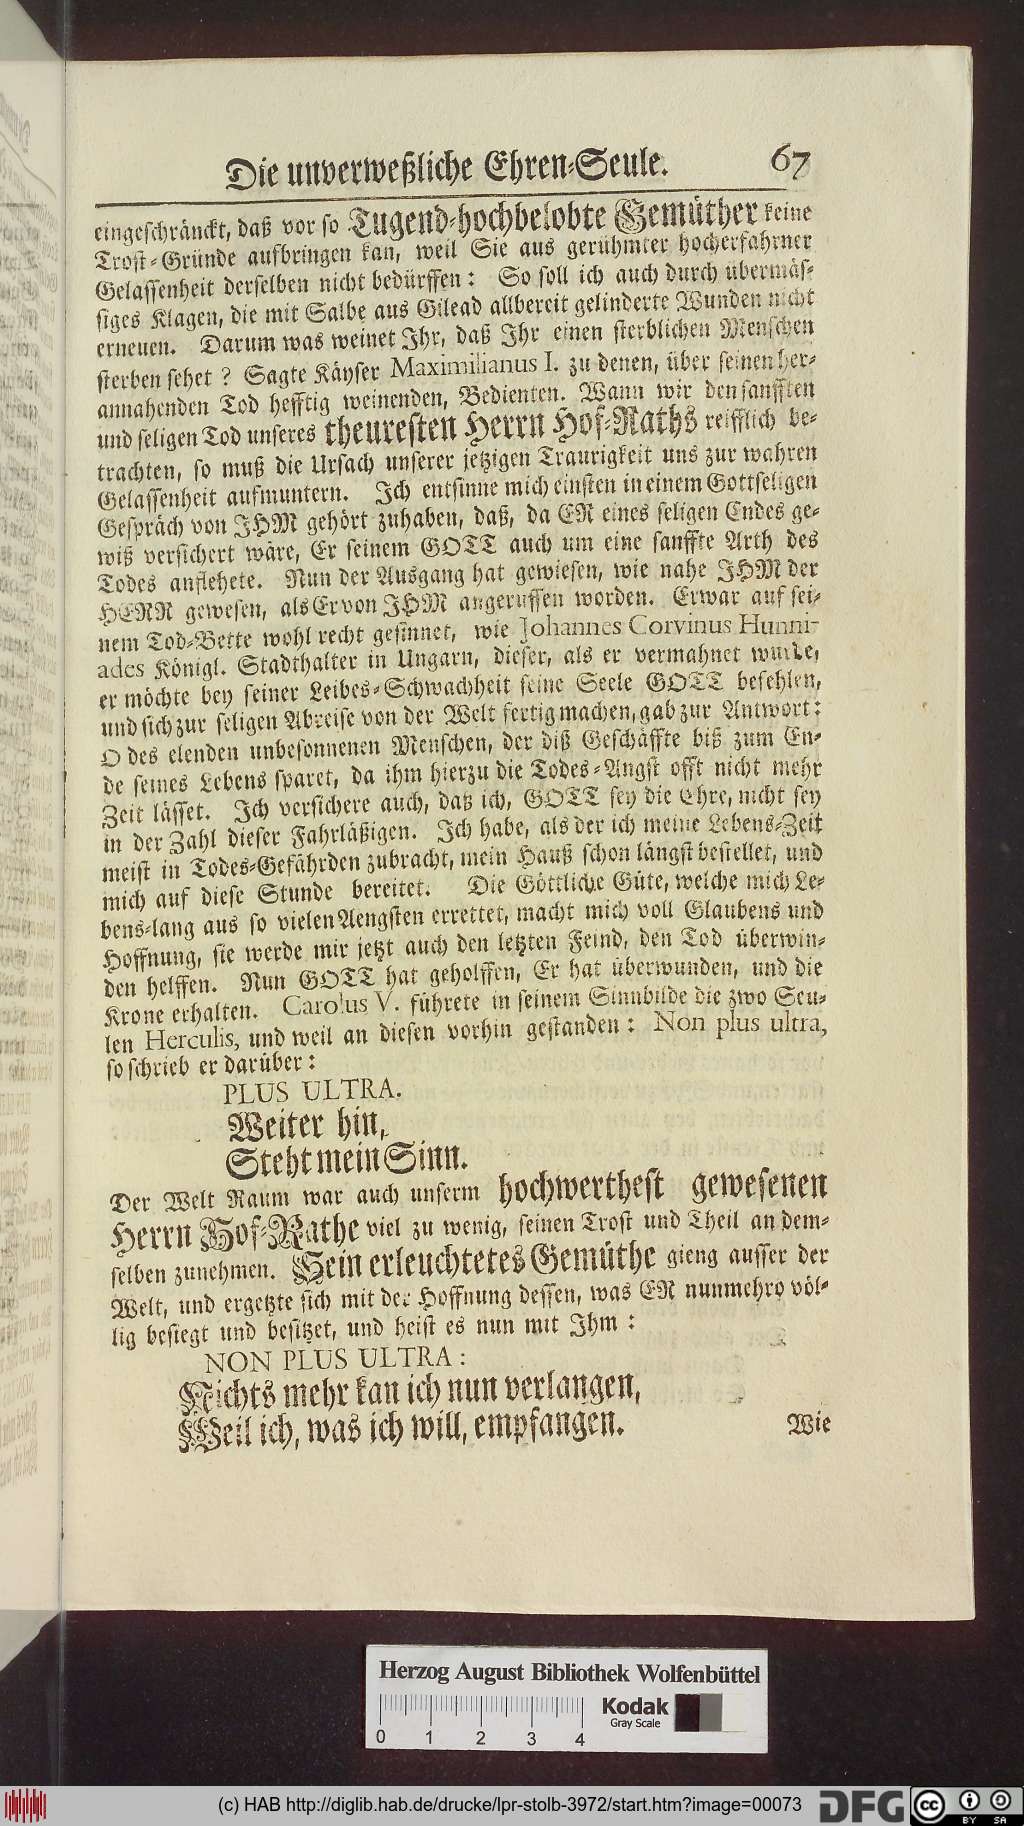 Die unverweßliche Ehren-Seule. 67
eingeschränckt, daß vor so Tugend-hochbelobte Gemüther keine
Trost-Gründe aufbringen kan, weil Sie aus gerühmter hocherfahrner
Gelassenheit derselben nicht bedürffen: So soll ich auch durch übermäs-
siges Klagen, die mit Salbe aus Gilead allbereit gelinderte Wunden nicht
erneuen. Darum was weinet Ihr, daß Ihr einen sterblichen Menschen
sterben sehet? Sagte Käyser Maximilianus I. zu denen, über seinen her-
annahenden Tod hefftig weinenden, Bedienten. Wann wir den sanfften
und seligen Tod unseres theuresten Herrn Hof-Raths reifflich be-
trachten, so muß die Ursach unserer jetzigen Traurigkeit uns zur wahren
Gelassenheit aufmuntern. Ich entsinne mich einsten in einem Gottseligen
Gespräch von IHM gehört zuhaben, daß, da ER eines seligen Endes ge-
wiß versichert wäre, Er seinem GOTT auch um eine sanffte Arth des
Todes anflehete. Nun der Ausgang hat gewiesen, wie nahe IHM der
HERR gewesen, als Er von IHM angeruffen worden. Er war auf sei-
nem Tod-Bette wohl recht gesinnet, wie Johannes Corvinus Hunni-
ades Königl. Stadthalter in Ungarn, dieser, als er vermahnet wurde,
er möchte bey seiner Leibes-Schwachheit seine Seele GOTT befehlen,
und sich zur seligen Abreise von der Welt fertig machen, gab zur Antwort:
O des elenden unbesonnenen Menschen, der diß Geschäffte biß zum En-
de seines Lebens sparet, da ihm hierzu die Todes-Angst offt nicht mehr
Zeit lässet. Ich versichere auch, daß ich, GOTT sey die Ehre, nicht sey
in der Zahl dieser Fahrläßigen. Ich habe, als der ich meine Lebens-Zeit
meist in Todes-Gefährden zubracht, mein Hauß schon längst bestellet, und
mich auf diese Stunde bereitet. Die Göttliche Güte, welche mich Le-
bens-lang aus so vielen Aengsten errettet, macht mich voll Glaubens und
Hoffnung, sie werde mir jetzt auch den letzten Feind, den Tod überwin-
den helffen. Nun GOTT hat geholffen, Er hat überwunden, und die
Krone erhalten. Carolus V. führete in seinem Sinnbilde die zwo Seu-
len Herculis, und weil an diesen vorhin gestanden: Non plus ultra,
so schrieb er darüber:
PLUS ULTRA.
Weiter hin,
Steht mein Sinn.
Der Welt Raum war auch unserm hochwerthest gewesenen
Herrn Hof-Rathe viel zu wenig, seinen Trost und Theil an dem-
selben zunehmen. Sein erleuchtetes Gemüthe gieng ausser der
Welt, und ergetzte sich mit der Hoffnung dessen, was ER nunmehro völ-
lig besiegt und besitzet, und heist es nun mit Ihm:
NON PLUS ULTRA:
Nichts mehr kan ich nun verlangen,
Weil ich, was ich will, empfangen.
Wie
Herzog August Bibliothek Wolfenbüttel
Kodak
Gray Scale
0 1 2 3 4
(c) HAB http://diglib.hab.de/drucke/lpr-stolb-3972/start.htm?image=00073
DFG
cc BY SA